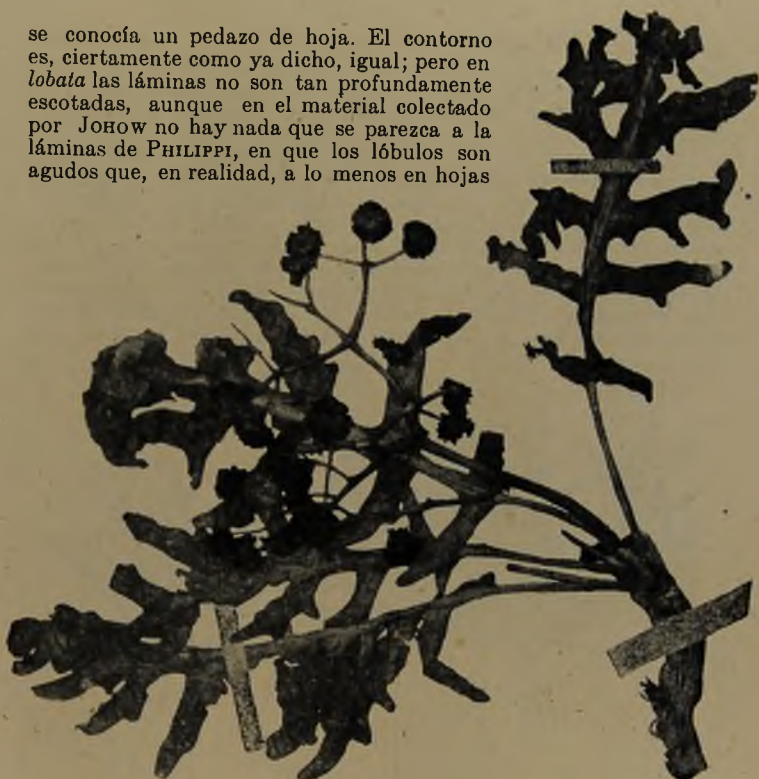 se conocía un pedazo de hoja. El contorno
es, ciertamente como ya dicho, igual; pero en
lobata las láminas no son tan profundamente
escotadas, aunque en el material colectado
por JOHOW no hay nada que se parezca a la
láminas de PHILIPPI, en que los lóbulos son
agudos que, en realidad, a lo menos en hojas